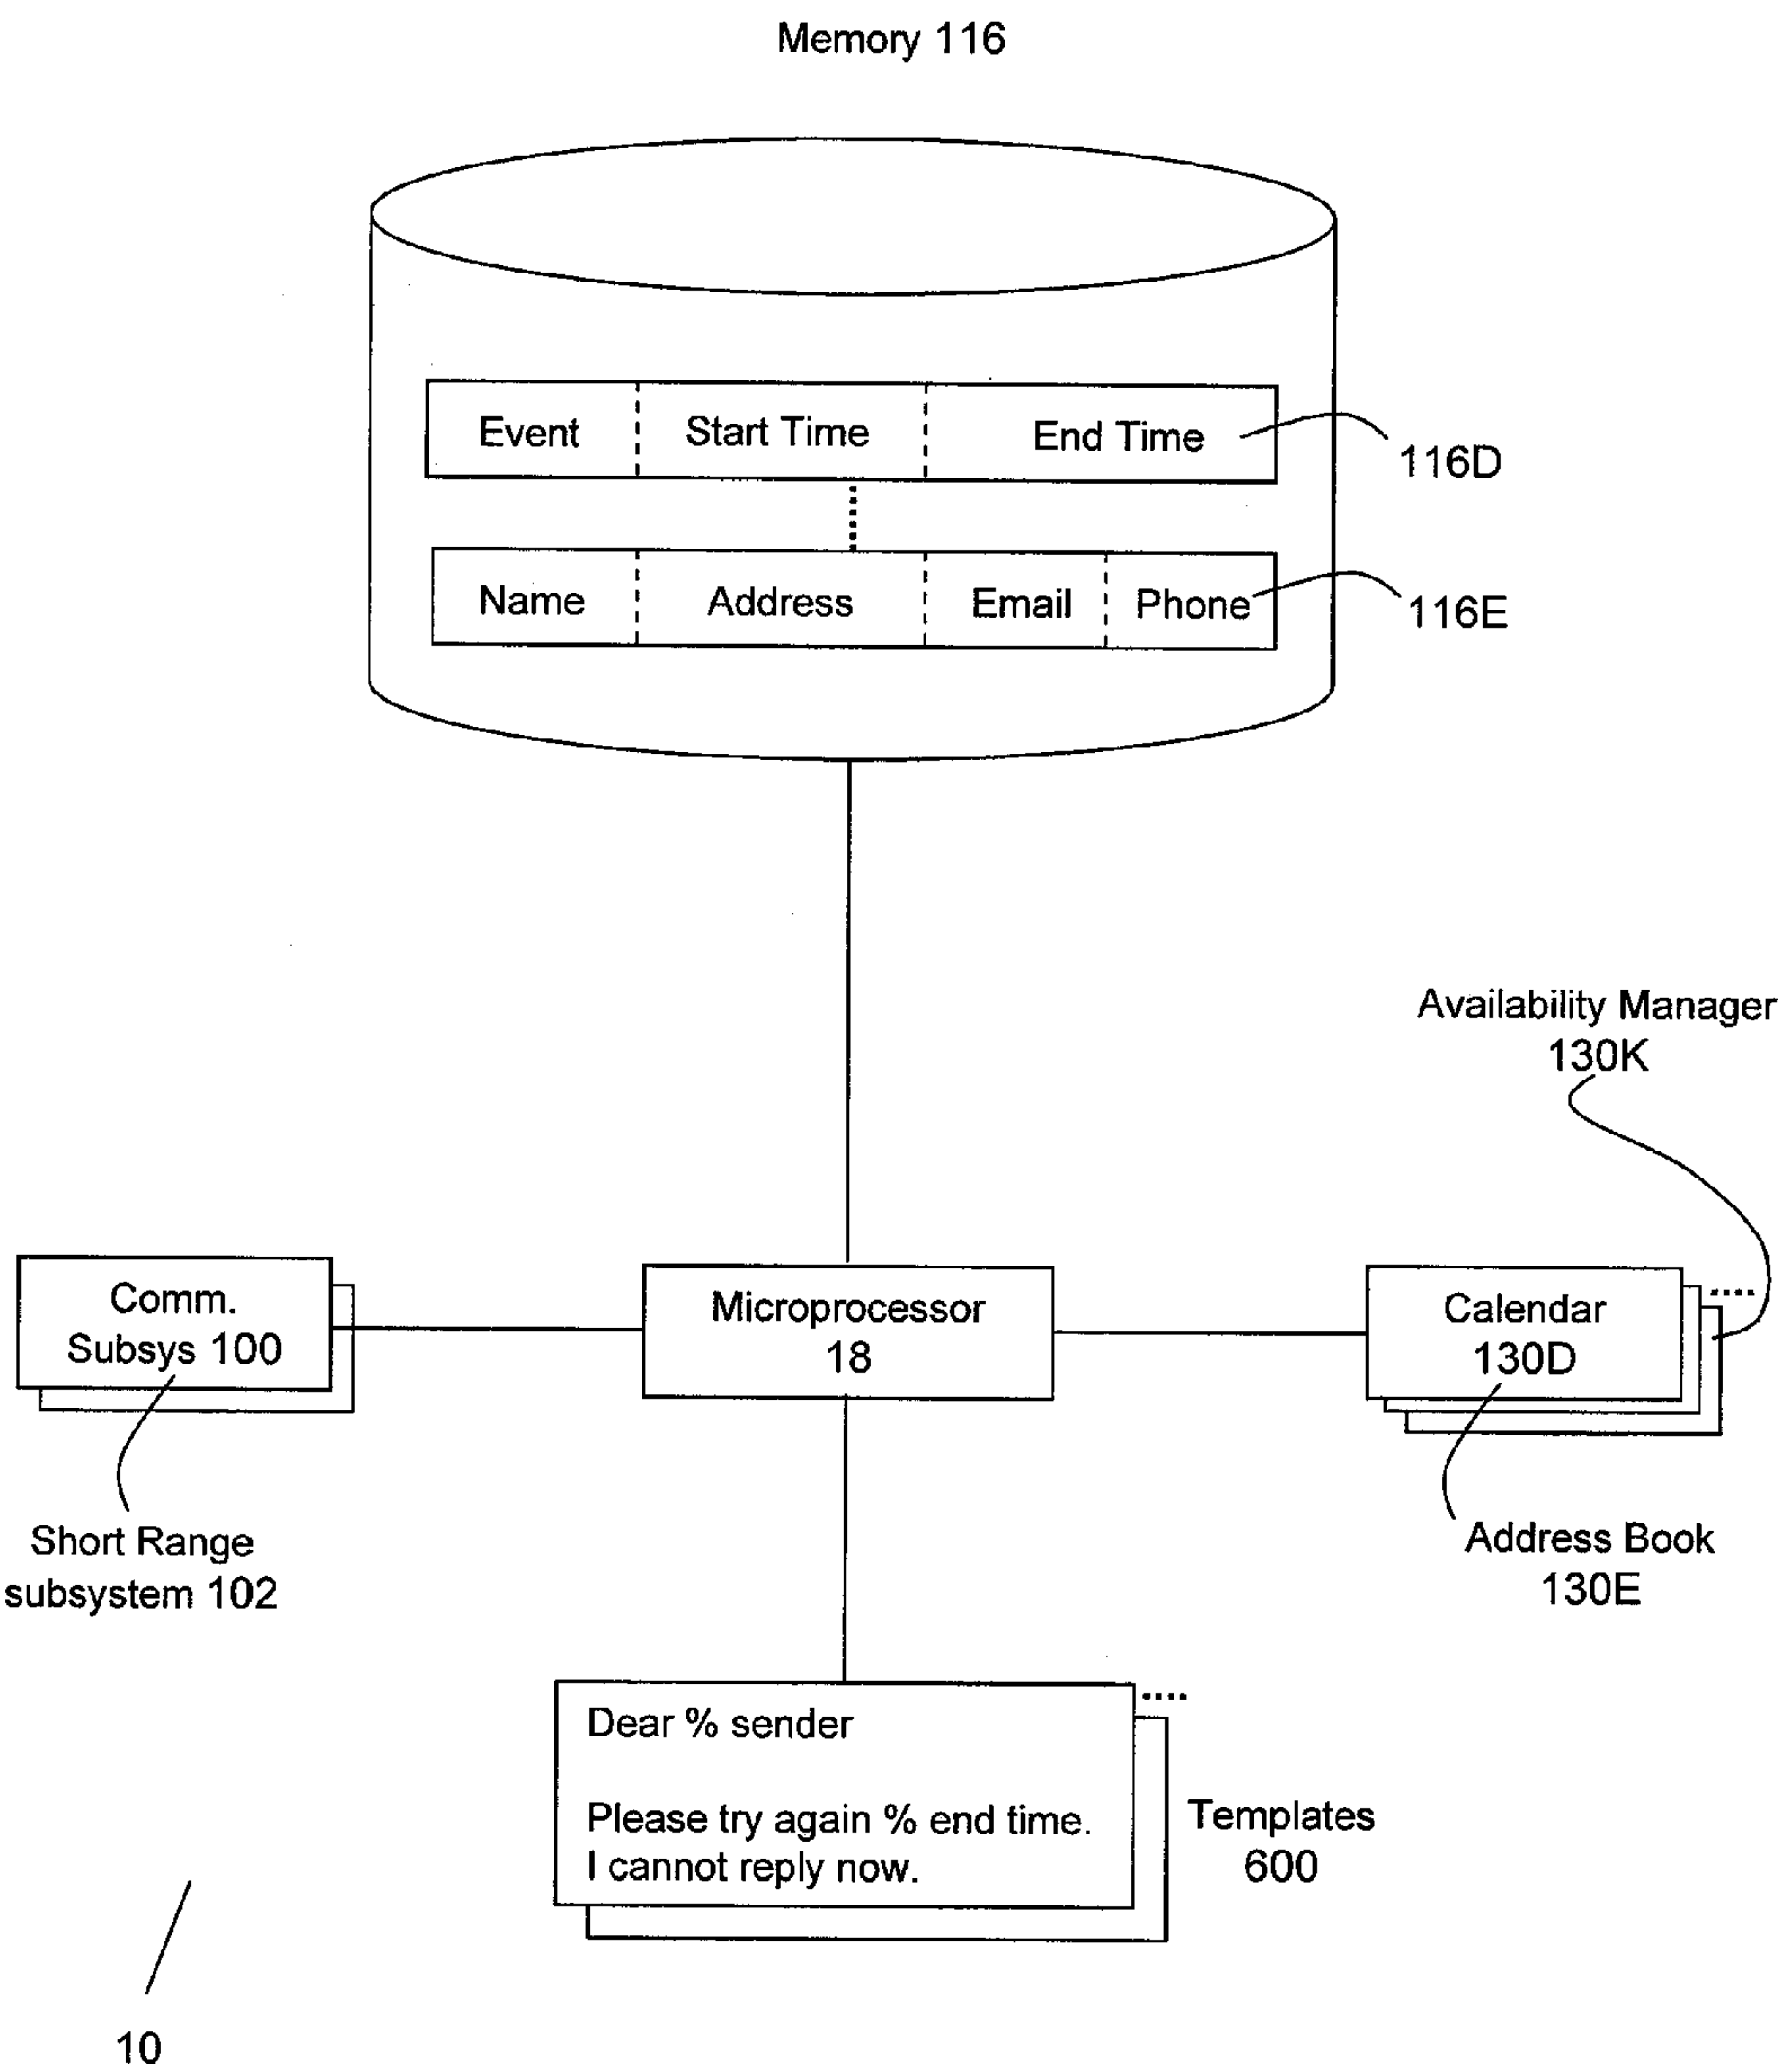 Memory 116
Event Start Time End Time
116D
Name Address Email Phone
116E
Availability Manager
130K
Comm.
Subsys 100
Microprocessor
18
Calendar
130D
Short Range
subsystem 102
Address Book
130E
Dear % sender
Please try again % end time.
I cannot reply now.
Templates
600
10